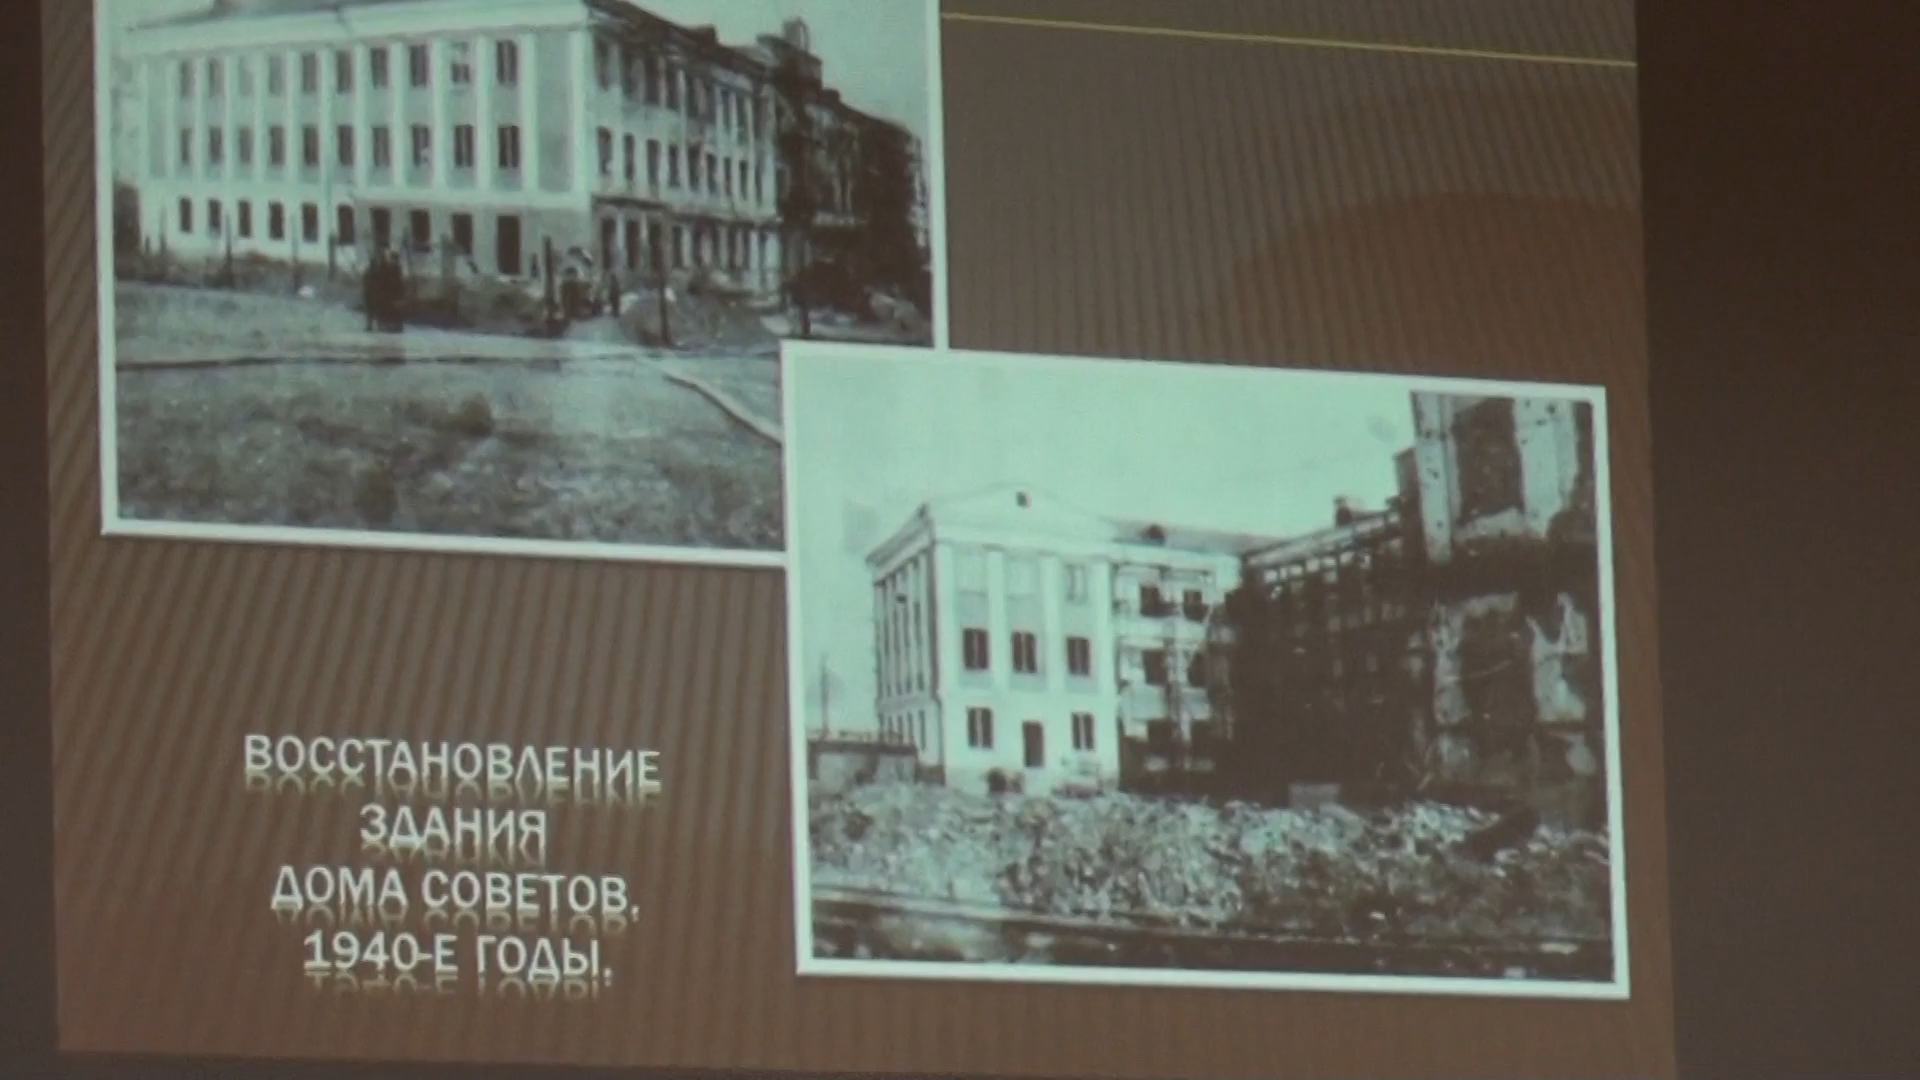 ВОССТАНОВЛЕНИЕ
ЗДАНИЯ
ДОМА СОВЕТОВ.
1940-Е ГОДЫ.